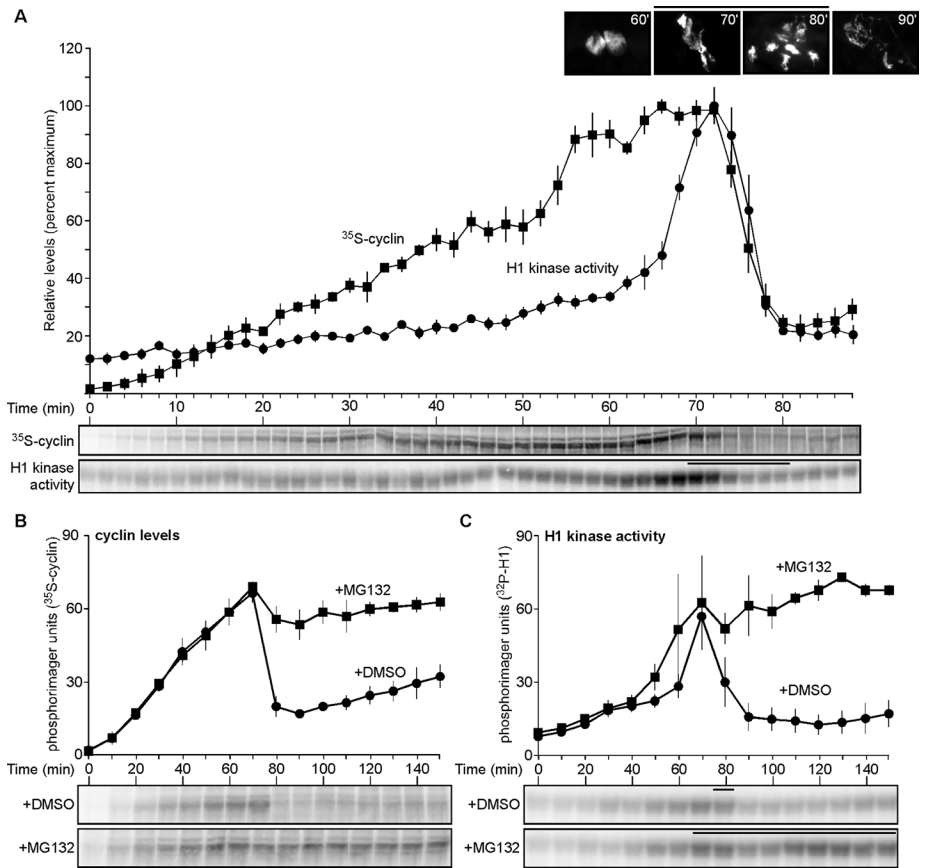 A
60' 70' 80' 90'
120
100
80
60
40
20
Relative levels (percent maximum)
35S-cyclin
H1 kinase activity
Time (min) 0 10 20 30 40 50 60 70 80
35S-cyclin
H1 kinase
activity
B
cyclin levels
90
60
30
0
phosphorimager units (35S-cyclin)
+MG132
+DMSO
Time (min) 0 20 40 60 80 100 120 140
+DMSO
+MG132
C
H1 kinase activity
90
60
30
0
phosphorimager units (32P-H1)
+MG132
+DMSO
Time (min) 0 20 40 60 80 100 120 140
+DMSO
+MG132